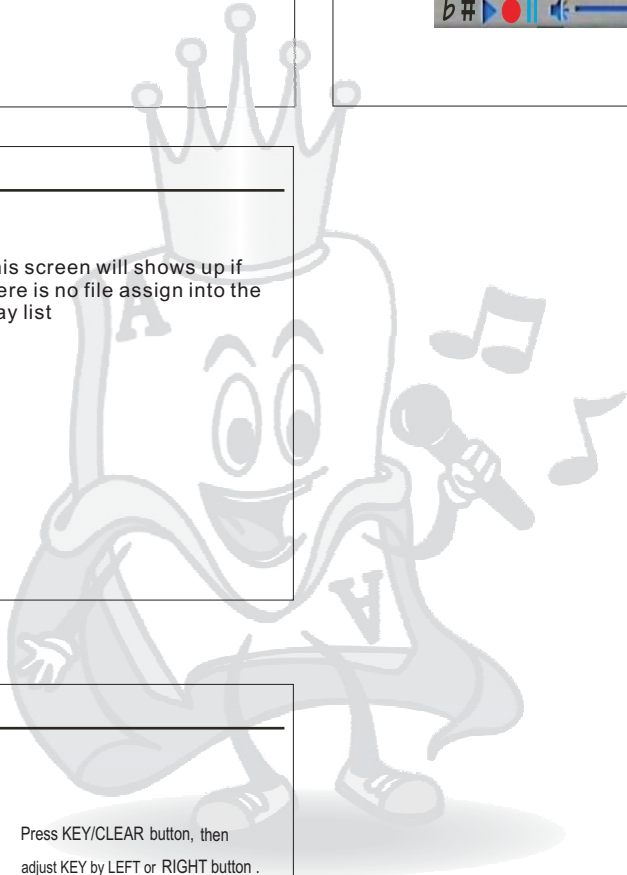 ♭ #
his screen will shows up if
ere is no file assign into the
ay list
A
A
Press KEY/CLEAR button, then
adjust KEY by LEFT or RIGHT button .